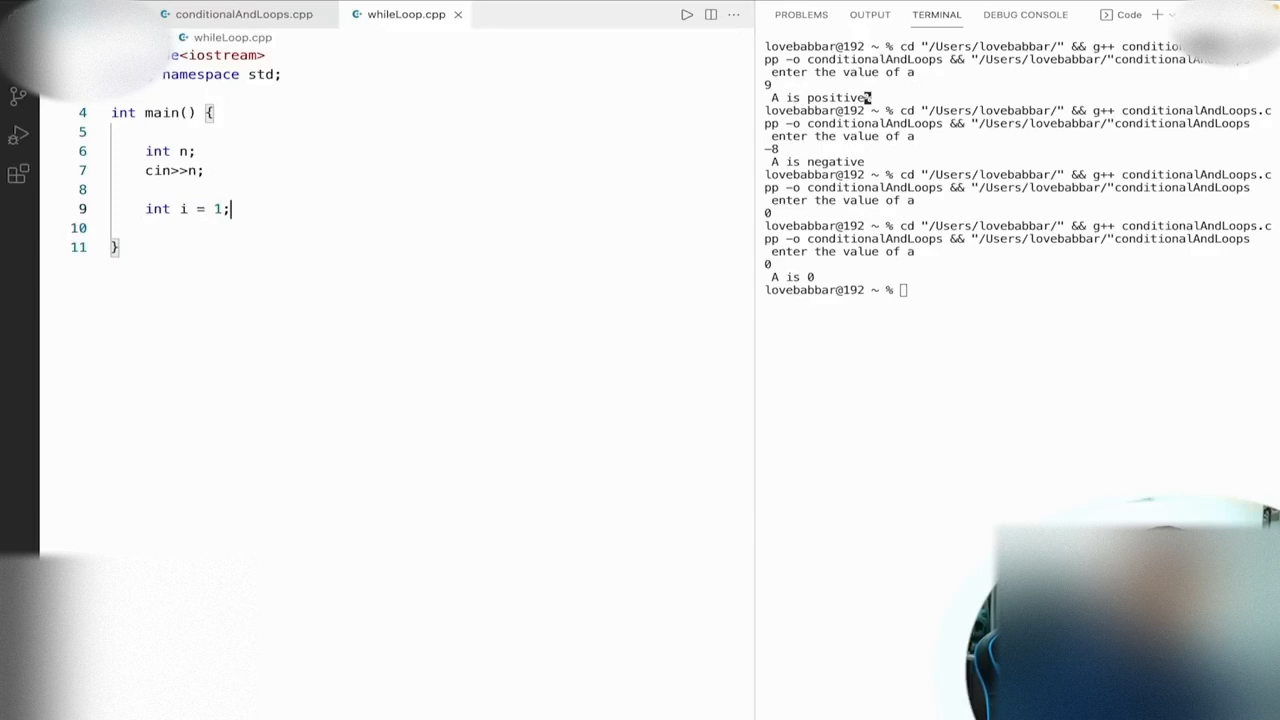 conditionalAndLoops.cpp
whileLoop.cpp
whileLoop.cpp
<iostream>
namespace std;
4 int main() {
5
6 int n;
7 cin>>n;
8
9 int i = 1;
10
11 }
PROBLEMS OUTPUT TERMINAL DEBUG CONSOLE Code
lovebabbar@192 ~ % cd "/Users/lovebabbar/" && g++
pp -o conditionalAndLoops && "/Users/lovebabbar/"conditionalAndLoops
enter the value of a
9
A is positive%
lovebabbar@192 ~ % cd "/Users/lovebabbar/" && g++ conditionalAndLoops.c
pp -o conditionalAndLoops && "/Users/lovebabbar/"conditionalAndLoops
enter the value of a
-8
A is negative
lovebabbar@192 ~ % cd "/Users/lovebabbar/" && g++ conditionalAndLoops.c
pp -o conditionalAndLoops && "/Users/lovebabbar/"conditionalAndLoops
enter the value of a
0
lovebabbar@192 ~ % cd "/Users/lovebabbar/" && g++ conditionalAndLoops.c
pp -o conditionalAndLoops && "/Users/lovebabbar/"conditionalAndLoops
enter the value of a
0
A is 0
lovebabbar@192 ~ %